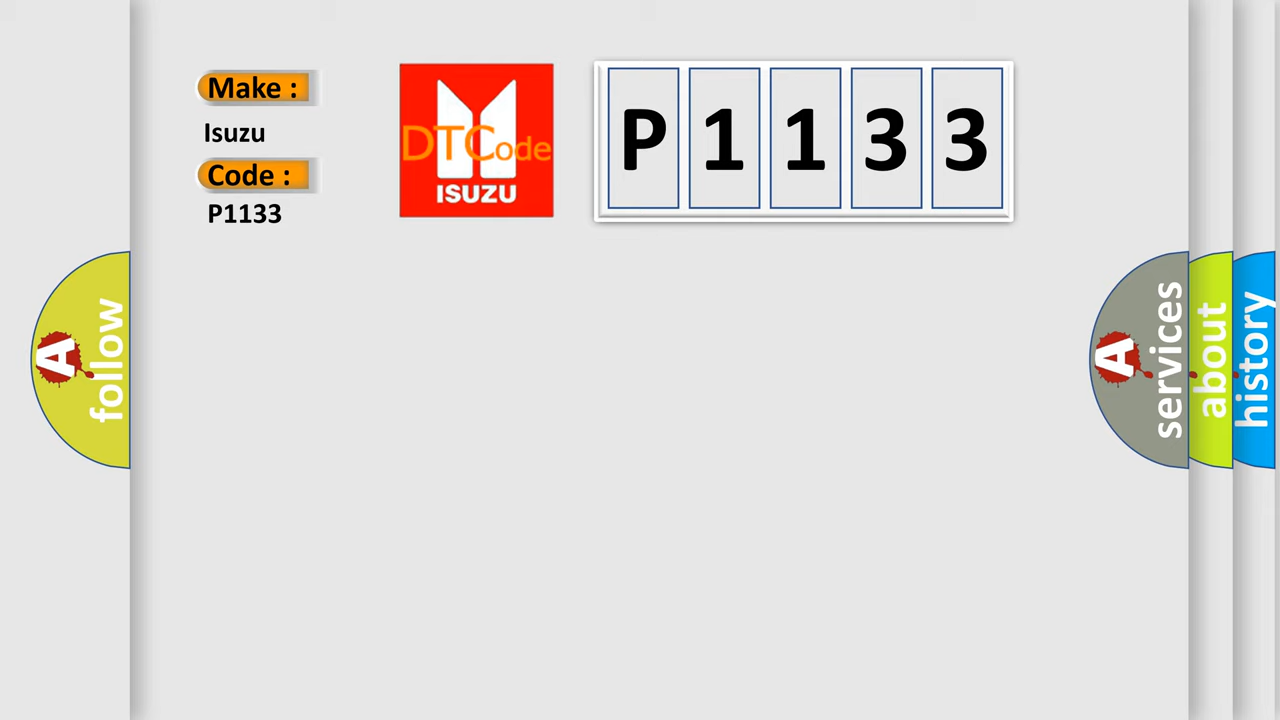 Make :
Isuzu
Code :
P1133
DTCode
ISUZU
P 1 1 3 3
A follow
A services
about
history